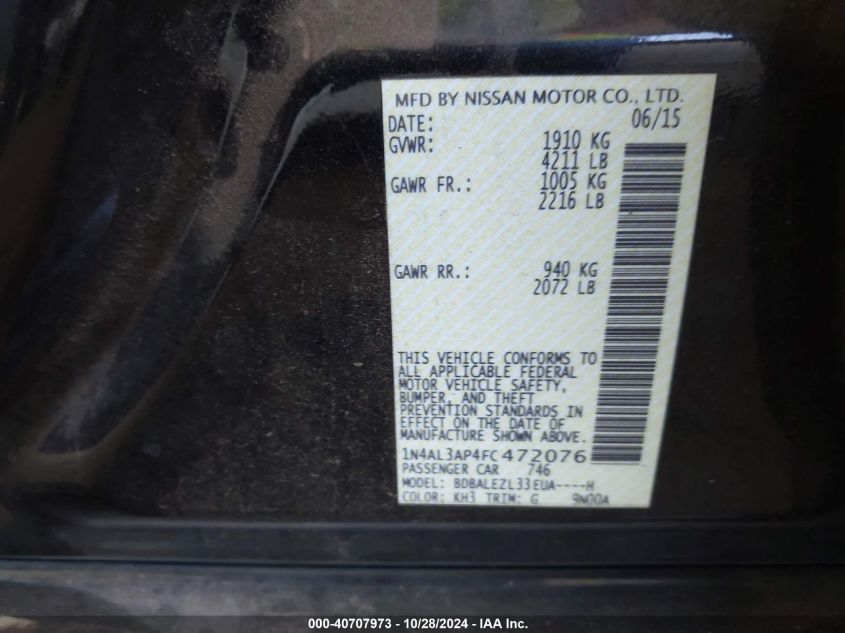 MFD BY NISSAN MOTOR CO., LTD.
DATE: 06/15
GVWR: 1910 KG
4211 LB
GAWR FR.: 1005 KG
2216 LB
GAWR RR.: 940 KG
2072 LB
THIS VEHICLE CONFORMS TO
ALL APPLICABLE FEDERAL
MOTOR VEHICLE SAFETY,
BUMPER, AND THEFT
PREVENTION STANDARDS IN
EFFECT ON THE DATE OF
MANUFACTURE SHOWN ABOVE.
1N4AL3AP4FC472076
PASSENGER CAR 746
MODEL: BDBALEZL33EUA----H
COLOR: KH3 TRIM: G 9N00A
000-40707973 - 10/28/2024 - IAA Inc.